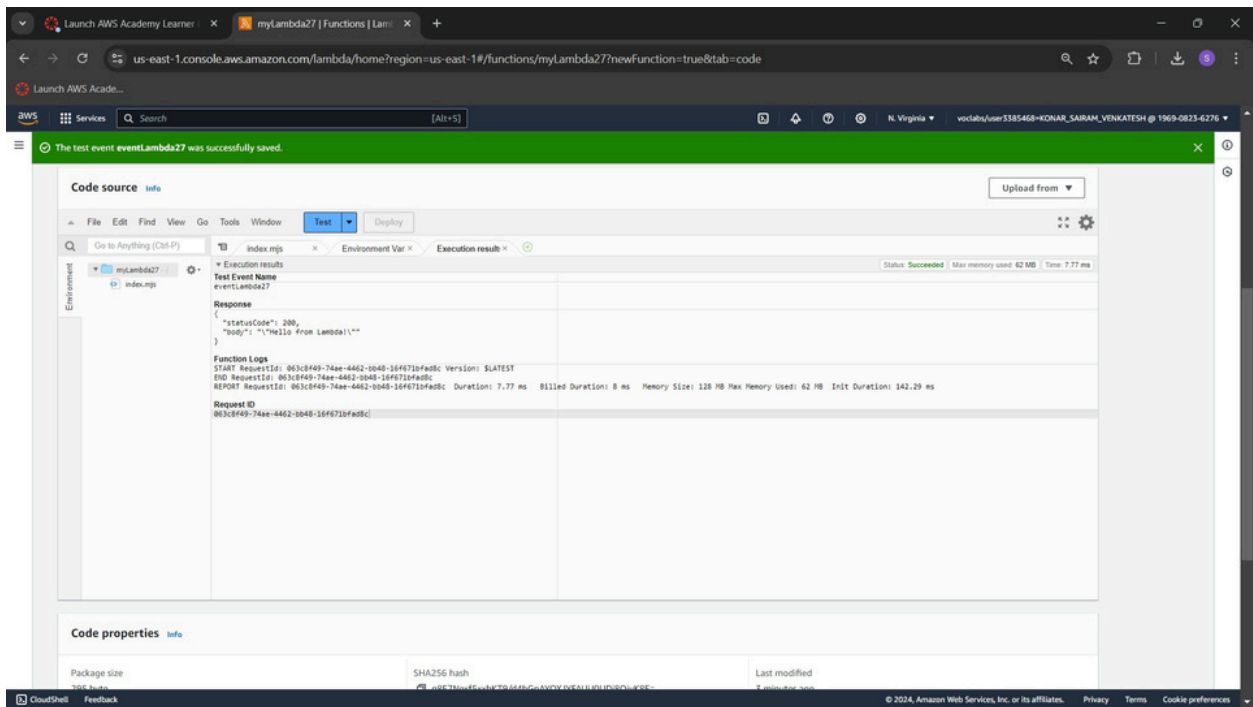 Launch AWS Academy Learner
myLambda27 | Functions | Lam
us-east-1.console.aws.amazon.com/lambda/home?region=us-east-1#/functions/myLambda27?newFunction=true&tab=code
S
Launch AWS Acade...
aws Services Search [Alt+S] N. Virginia voclabs/user3385468=KONAR_SAIRAM_VENKATESH @ 1969-0823-6276
The test event eventLambda27 was successfully saved.
Code source Info Upload from
File Edit Find View Go Tools Window Test Deploy
Go to Anything (Ctrl-P) index.mjs Environment Var Execution result
Environment
myLambda27
index.mjs
Execution results Status: Succeeded Max memory used: 62 MB Time: 7.77 ms
Test Event Name
eventLambda27
Response
{
"statusCode": 200,
"body": "\"Hello from Lambda!\""
}
Function Logs
START RequestId: 063c8f49-74ae-4462-bb48-16f671bfad8c Version: $LATEST
END RequestId: 063c8f49-74ae-4462-bb48-16f671bfad8c
REPORT RequestId: 063c8f49-74ae-4462-bb48-16f671bfad8c Duration: 7.77 ms Billed Duration: 8 ms Memory Size: 128 MB Max Memory Used: 62 MB Init Duration: 142.29 ms
Request ID
063c8f49-74ae-4462-bb48-16f671bfad8c
Code properties Info
Package size SHA256 hash Last modified
CloudShell Feedback © 2024, Amazon Web Services, Inc. or its affiliates. Privacy Terms Cookie preferences